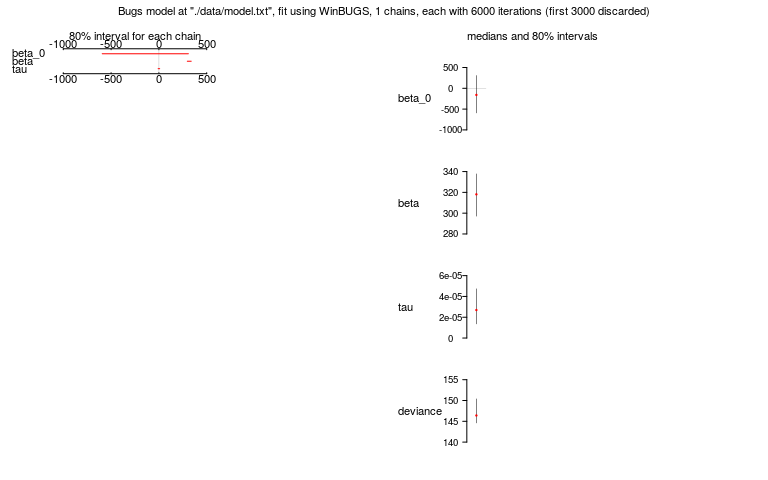 Bugs model at "./data/model.txt", fit using WinBUGS, 1 chains, each with 6000 iterations (first 3000 discarded)
80% interval for each chain
-1000 -500 0 500
beta_0
beta
tau
-1000 -500 0 500
medians and 80% intervals
500
0
beta_0
-500
-1000
340
320
beta
300
280
6e-05
4e-05
tau
2e-05
0
155
150
deviance
145
140